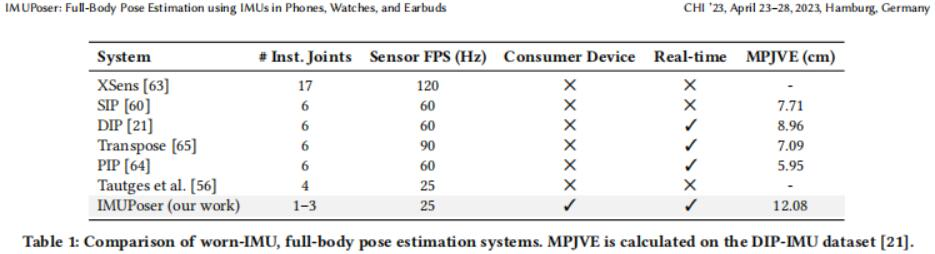 IMUPoser: Full-Body Pose Estimation using IMUs in Phones, Watches, and Earbuds CHI '23, April 23–28, 2023, Hamburg, Germany
System # Inst. Joints Sensor FPS (Hz) Consumer Device Real-time MPJVE (cm)
XSens [63] 17 120 ✕ ✕ -
SIP [60] 6 60 ✕ ✕ 7.71
DIP [21] 6 60 ✕ ✓ 8.96
Transpose [65] 6 90 ✕ ✓ 7.09
PIP [64] 6 60 ✕ ✓ 5.95
Tautges et al. [56] 4 25 ✕ ✕ -
IMUPoser (our work) 1–3 25 ✓ ✓ 12.08
Table 1: Comparison of worn-IMU, full-body pose estimation systems. MPJVE is calculated on the DIP-IMU dataset [21].